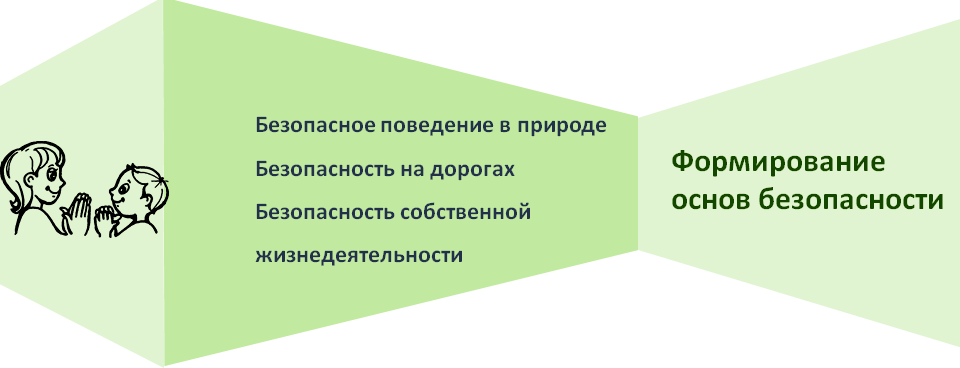 Безопасное поведение в природе
Безопасность на дорогах
Безопасность собственной
жизнедеятельности
Формирование
основ безопасности